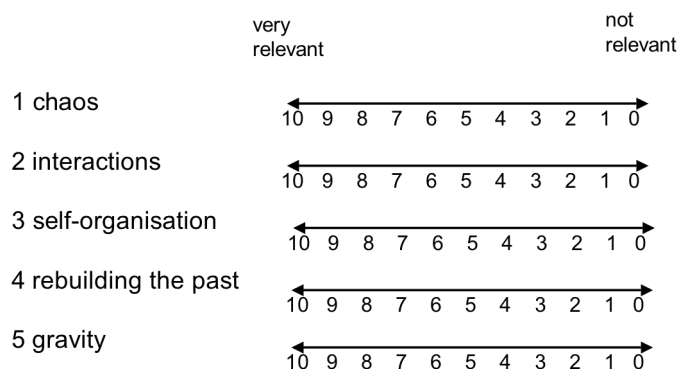 very
relevant
not
relevant
1 chaos
10 9 8 7 6 5 4 3 2 1 0
2 interactions
10 9 8 7 6 5 4 3 2 1 0
3 self-organisation
10 9 8 7 6 5 4 3 2 1 0
4 rebuilding the past
10 9 8 7 6 5 4 3 2 1 0
5 gravity
10 9 8 7 6 5 4 3 2 1 0